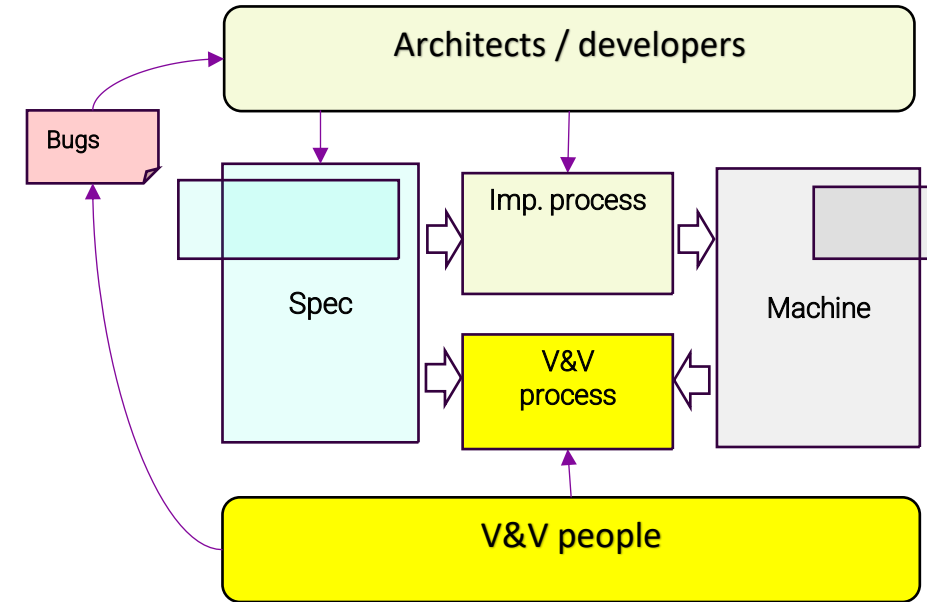 Architects / developers
Bugs
Imp. process
Spec
Machine
V&V
process
V&V people